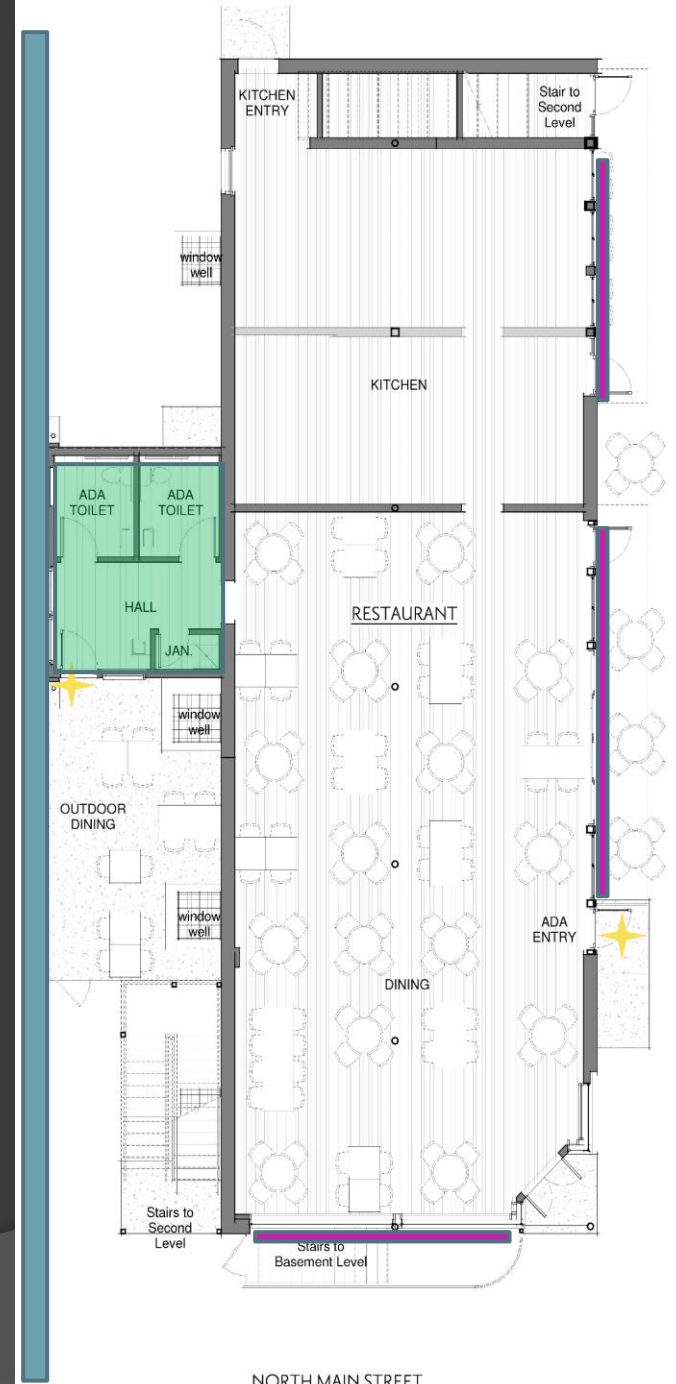 KITCHEN
ENTRY
Stair to
Second
Level
window
well
KITCHEN
ADA
TOILET
ADA
TOILET
HALL
JAN.
RESTAURANT
window
well
OUTDOOR
DINING
window
well
ADA
ENTRY
DINING
Stairs to
Second
Level
Stairs to
Basement Level
NORTH MAIN STREET